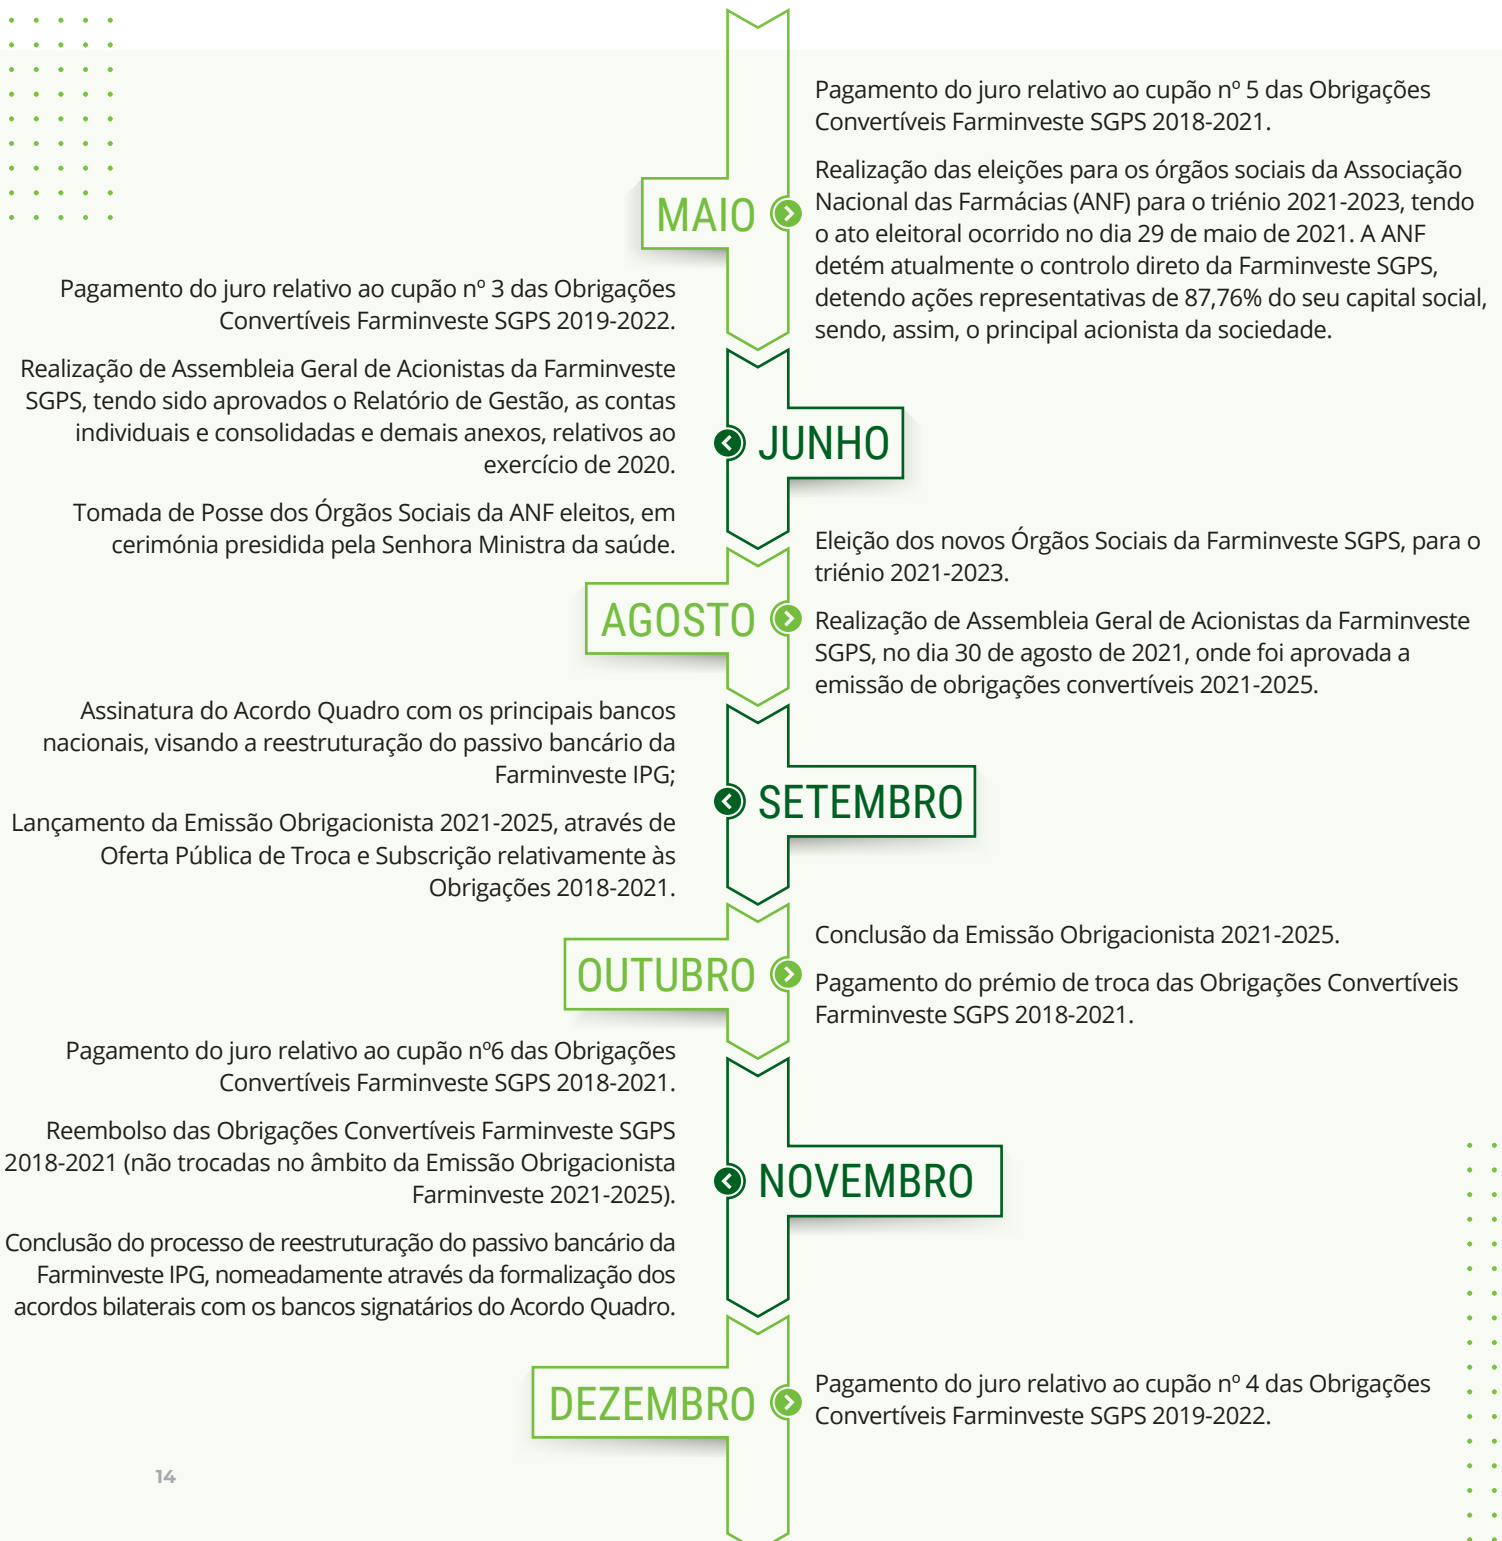 MAIO
Pagamento do juro relativo ao cupão nº 5 das Obrigações
Convertíveis Farminveste SGPS 2018-2021.
Realização das eleições para os órgãos sociais da Associação
Nacional das Farmácias (ANF) para o triénio 2021-2023, tendo
o ato eleitoral ocorrido no dia 29 de maio de 2021. A ANF
detém atualmente o controlo direto da Farminveste SGPS,
detendo ações representativas de 87,76% do seu capital social,
sendo, assim, o principal acionista da sociedade.
JUNHO
Pagamento do juro relativo ao cupão nº 3 das Obrigações
Convertíveis Farminveste SGPS 2019-2022.
Realização de Assembleia Geral de Acionistas da Farminveste
SGPS, tendo sido aprovados o Relatório de Gestão, as contas
individuais e consolidadas e demais anexos, relativos ao
exercício de 2020.
Tomada de Posse dos Órgãos Sociais da ANF eleitos, em
cerimónia presidida pela Senhora Ministra da saúde.
AGOSTO
Eleição dos novos Órgãos Sociais da Farminveste SGPS, para o
triénio 2021-2023.
Realização de Assembleia Geral de Acionistas da Farminveste
SGPS, no dia 30 de agosto de 2021, onde foi aprovada a
emissão de obrigações convertíveis 2021-2025.
SETEMBRO
Assinatura do Acordo Quadro com os principais bancos
nacionais, visando a reestruturação do passivo bancário da
Farminveste IPG;
Lançamento da Emissão Obrigacionista 2021-2025, através de
Oferta Pública de Troca e Subscrição relativamente às
Obrigações 2018-2021.
OUTUBRO
Conclusão da Emissão Obrigacionista 2021-2025.
Pagamento do prémio de troca das Obrigações Convertíveis
Farminveste SGPS 2018-2021.
NOVEMBRO
Pagamento do juro relativo ao cupão nº6 das Obrigações
Convertíveis Farminveste SGPS 2018-2021.
Reembolso das Obrigações Convertíveis Farminveste SGPS
2018-2021 (não trocadas no âmbito da Emissão Obrigacionista
Farminveste 2021-2025).
Conclusão do processo de reestruturação do passivo bancário da
Farminveste IPG, nomeadamente através da formalização dos
acordos bilaterais com os bancos signatários do Acordo Quadro.
DEZEMBRO
Pagamento do juro relativo ao cupão nº 4 das Obrigações
Convertíveis Farminveste SGPS 2019-2022.
14